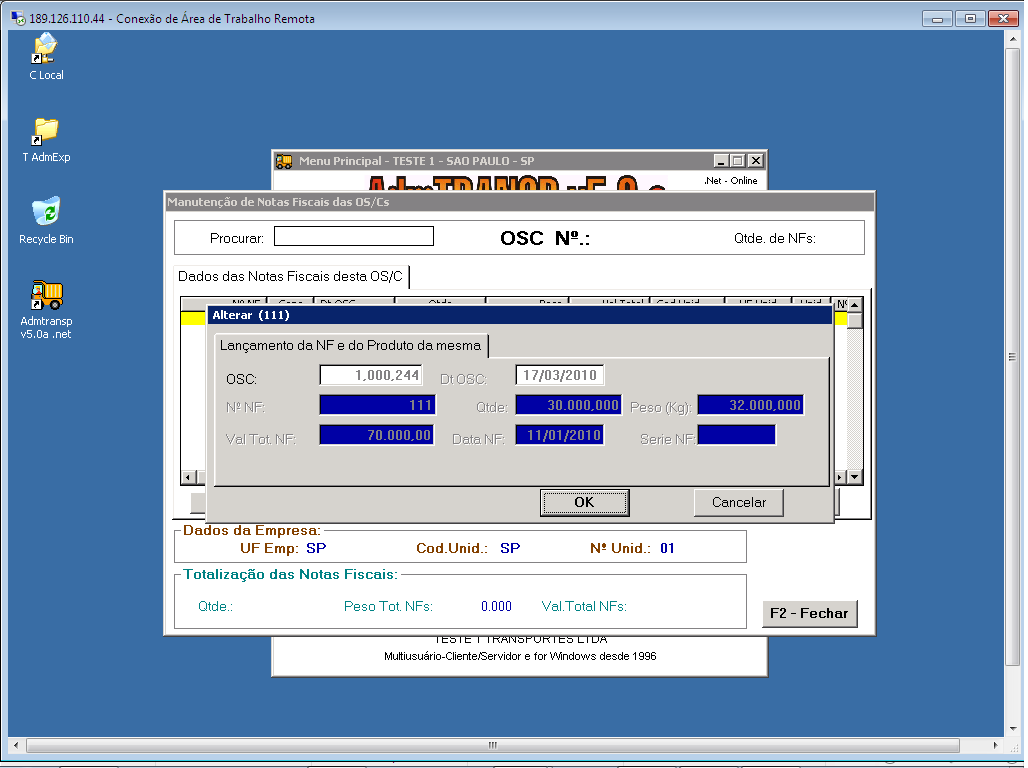 189.126.110.44 - Conexão de Área de Trabalho Remota
C Local
T AdmExp
Recycle Bin
Admtransp
v5.0a .net
Menu Principal - TESTE 1 - SAO PAULO - SP
.Net - Online
Manutenção de Notas Fiscais das OS/Cs
Procurar:
OSC Nº.:
Qtde. de NFs:
Dados das Notas Fiscais desta OS/C
Alterar (111)
Lançamento da NF e do Produto da mesma
OSC: 1,000,244 Dt OSC: 17/03/2010
Nº NF: 111 Qtde: 30.000,000 Peso (Kg): 32.000,000
Val Tot. NF: 70.000,00 Data NF: 11/01/2010 Serie NF:
OK
Cancelar
Dados da Empresa:
UF Emp: SP Cod.Unid.: SP Nº Unid.: 01
Totalização das Notas Fiscais:
Qtde.: Peso Tot. NFs: 0.000 Val.Total NFs:
F2 - Fechar
TESTE 1 TRANSPORTES LTDA
Multiusuário-Cliente/Servidor e for Windows desde 1996